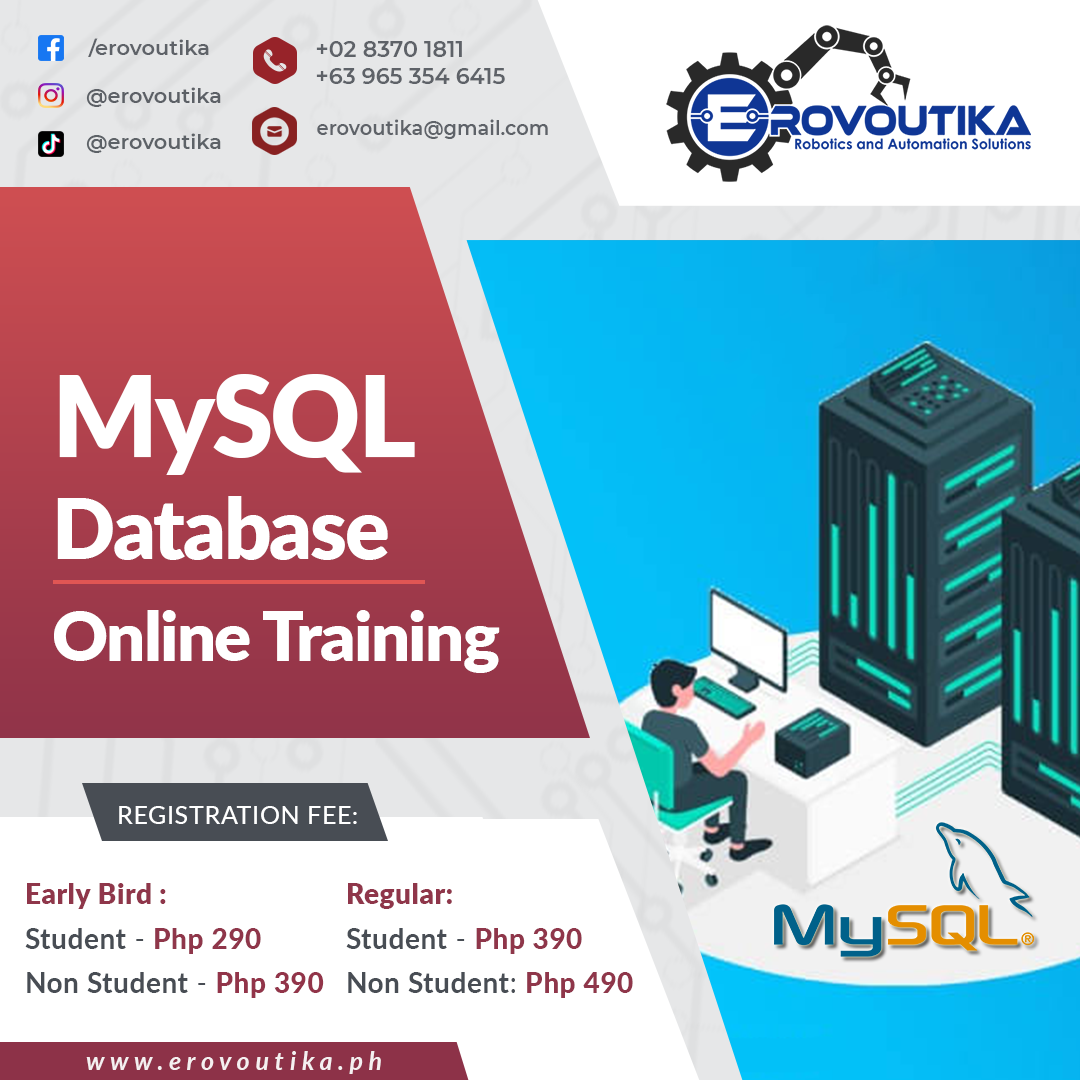 /erovoutika
@erovoutika
@erovoutika
+02 8370 1811
+63 965 354 6415
erovoutika@gmail.com
EROVOUTIKA
Robotics and Automation Solutions
MySQL
Database
Online Training
REGISTRATION FEE:
Early Bird :
Student - Php 290
Non Student - Php 390
Regular:
Student - Php 390
Non Student: Php 490
MySQL®
www.erovoutika.ph